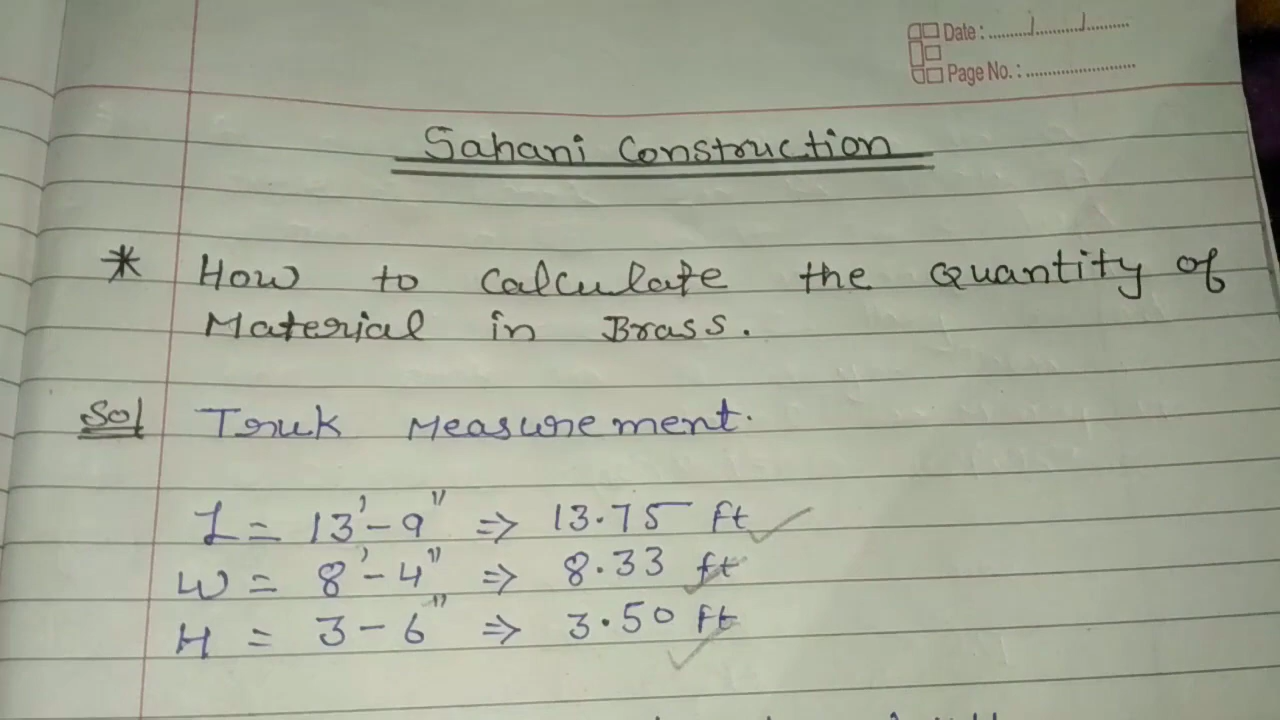 Date : ........../........../..........
Page No. : ........................
Sahani Construction
* How to Calculate the Quantity of
Material in Brass.
Sol Truk Measurement.
L = 13'-9" => 13.75 ft ✓
W = 8'-4" => 8.33 ft ✓
H = 3-6" => 3.50 ft ✓